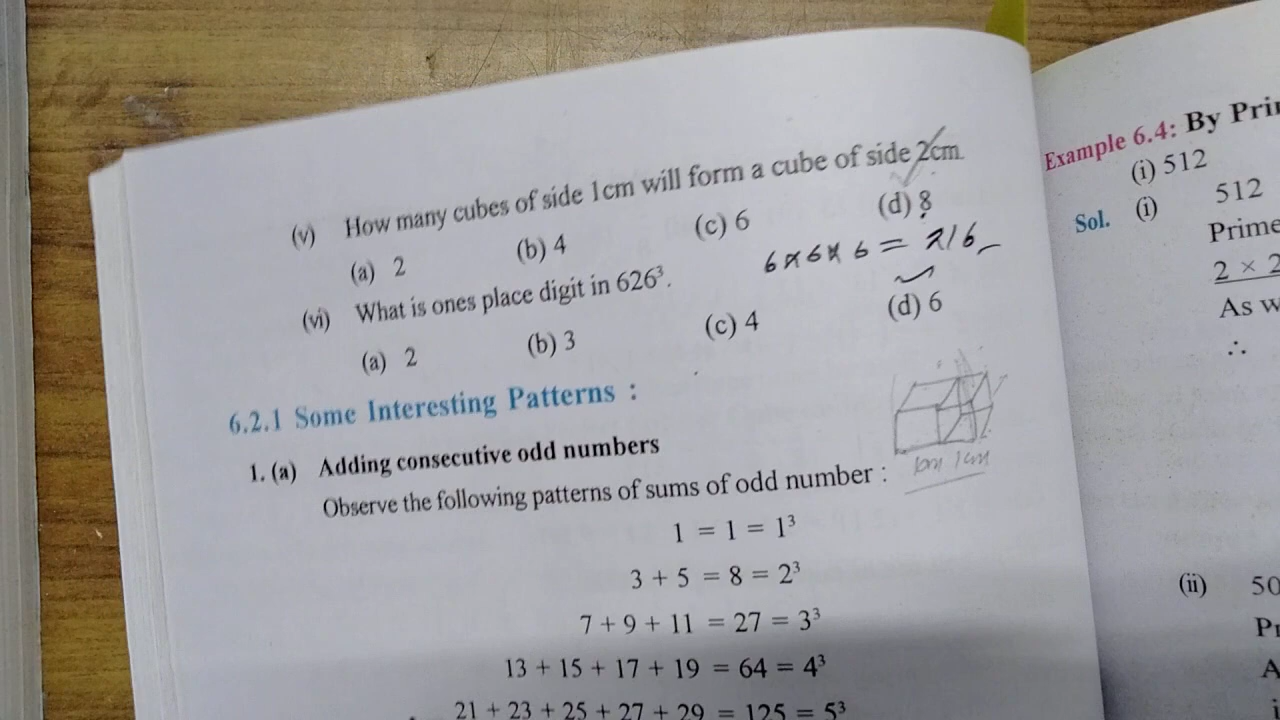 (v) How many cubes of side 1cm will form a cube of side 2cm.
(a) 2 (b) 4 (c) 6 (d) 8
6×6×6 = 216
(vi) What is ones place digit in 626³.
(a) 2 (b) 3 (c) 4 (d) 6
6.2.1 Some Interesting Patterns :
1. (a) Adding consecutive odd numbers
Observe the following patterns of sums of odd number :
1cm
1 = 1 = 1³
3 + 5 = 8 = 2³
7 + 9 + 11 = 27 = 3³
13 + 15 + 17 + 19 = 64 = 4³
21 + 23 + 25 + 27 + 29 = 125 = 5³
Example 6.4: By
(i) 512
Sol. (i) 512
Prime
2 × 2
As
∴
(ii) 50